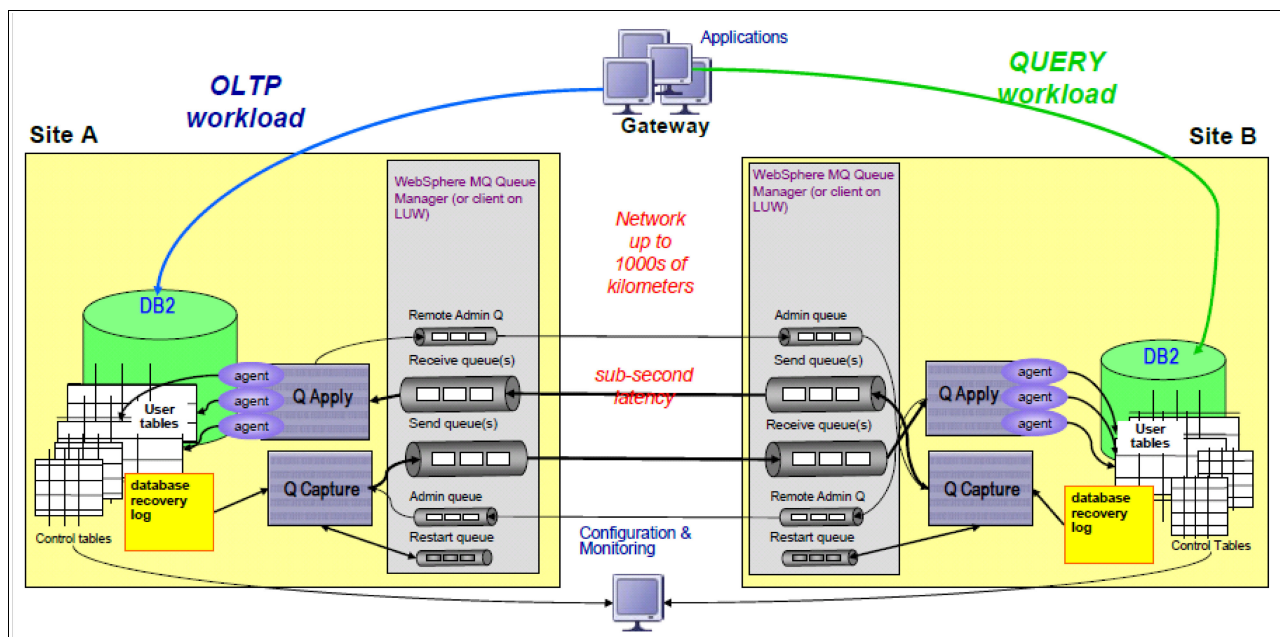 Applications
OLTP
workload
QUERY
workload
Gateway
Site A
Site B
WebSphere MQ Queue
Manager (or client on
LUW)
Network
up to
1000s of
kilometers
sub-second
latency
WebSphere MQ Queue
Manager (or client on
LUW)
DB2
Remote Admin Q
Receive queue(s)
Send queue(s)
Admin queue
Restart queue
agent
agent
agent
Q Apply
User
tables
Q Capture
database
recovery
log
Control tables
Admin queue
Send queue(s)
Receive queue(s)
Remote Admin Q
Restart queue
Q Apply
agent
agent
agent
DB2
User
tables
Q Capture
database
recovery
log
Control Tables
Configuration &
Monitoring